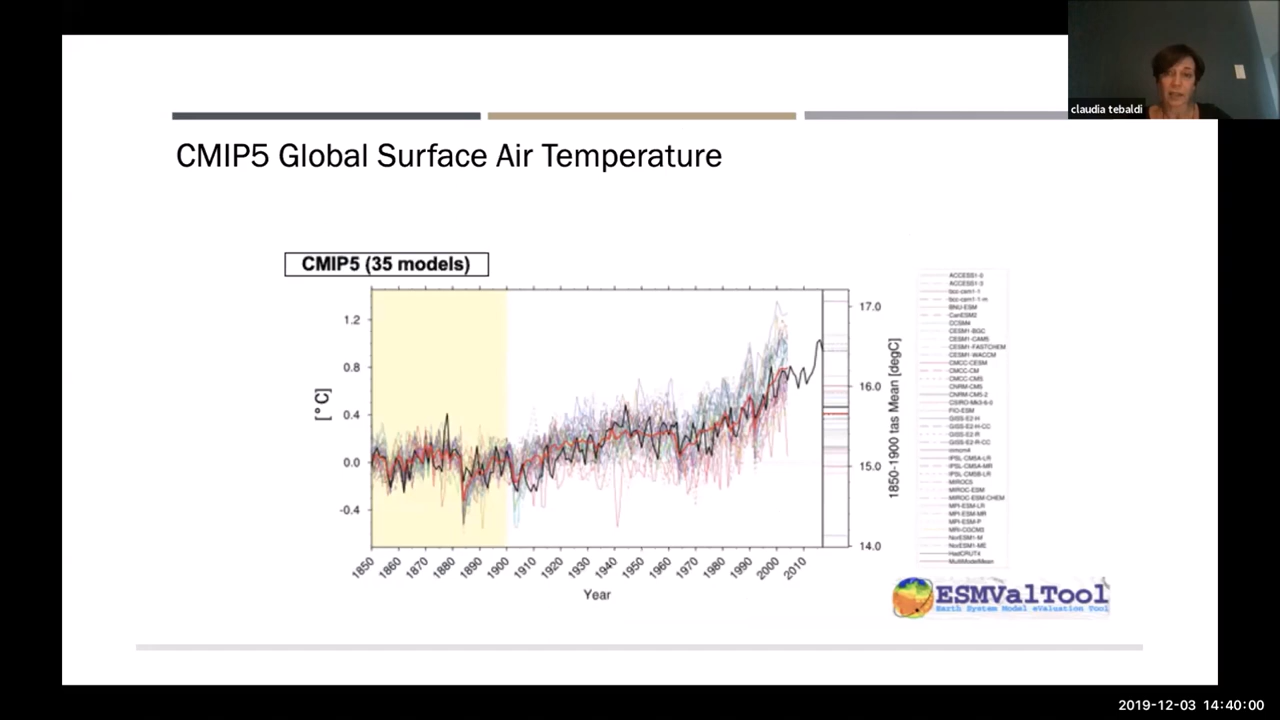 claudia tebaldi
CMIP5 Global Surface Air Temperature
CMIP5 (35 models)
1.2
0.8
0.4
0.0
-0.4
[°C]
17.0
16.0
15.0
14.0
1850-1900 tas Mean [degC]
1850 1860 1870 1880 1890 1900 1910 1920 1930 1940 1950 1960 1970 1980 1990 2000 2010
Year
ACCESS1-0
ACCESS1-3
bcc-csm1-1
bcc-csm1-1-m
BNU-ESM
CanESM2
CCSM4
CESM1-BGC
CESM1-CAM5
CESM1-FASTCHEM
CESM1-WACCM
CMCC-CESM
CMCC-CM
CMCC-CMS
CNRM-CM5
CNRM-CM5-2
CSIRO-Mk3-6-0
FIO-ESM
GISS-E2-H
GISS-E2-H-CC
GISS-E2-R
GISS-E2-R-CC
inmcm4
IPSL-CM5A-LR
IPSL-CM5A-MR
IPSL-CM5B-LR
MIROC5
MIROC-ESM
MIROC-ESM-CHEM
MPI-ESM-LR
MPI-ESM-MR
MPI-ESM-P
MRI-CGCM3
NorESM1-M
NorESM1-ME
HadCRUT4
MultiModelMean
ESMValTool
Earth System Model eValuation Tool
2019-12-03 14:40:00